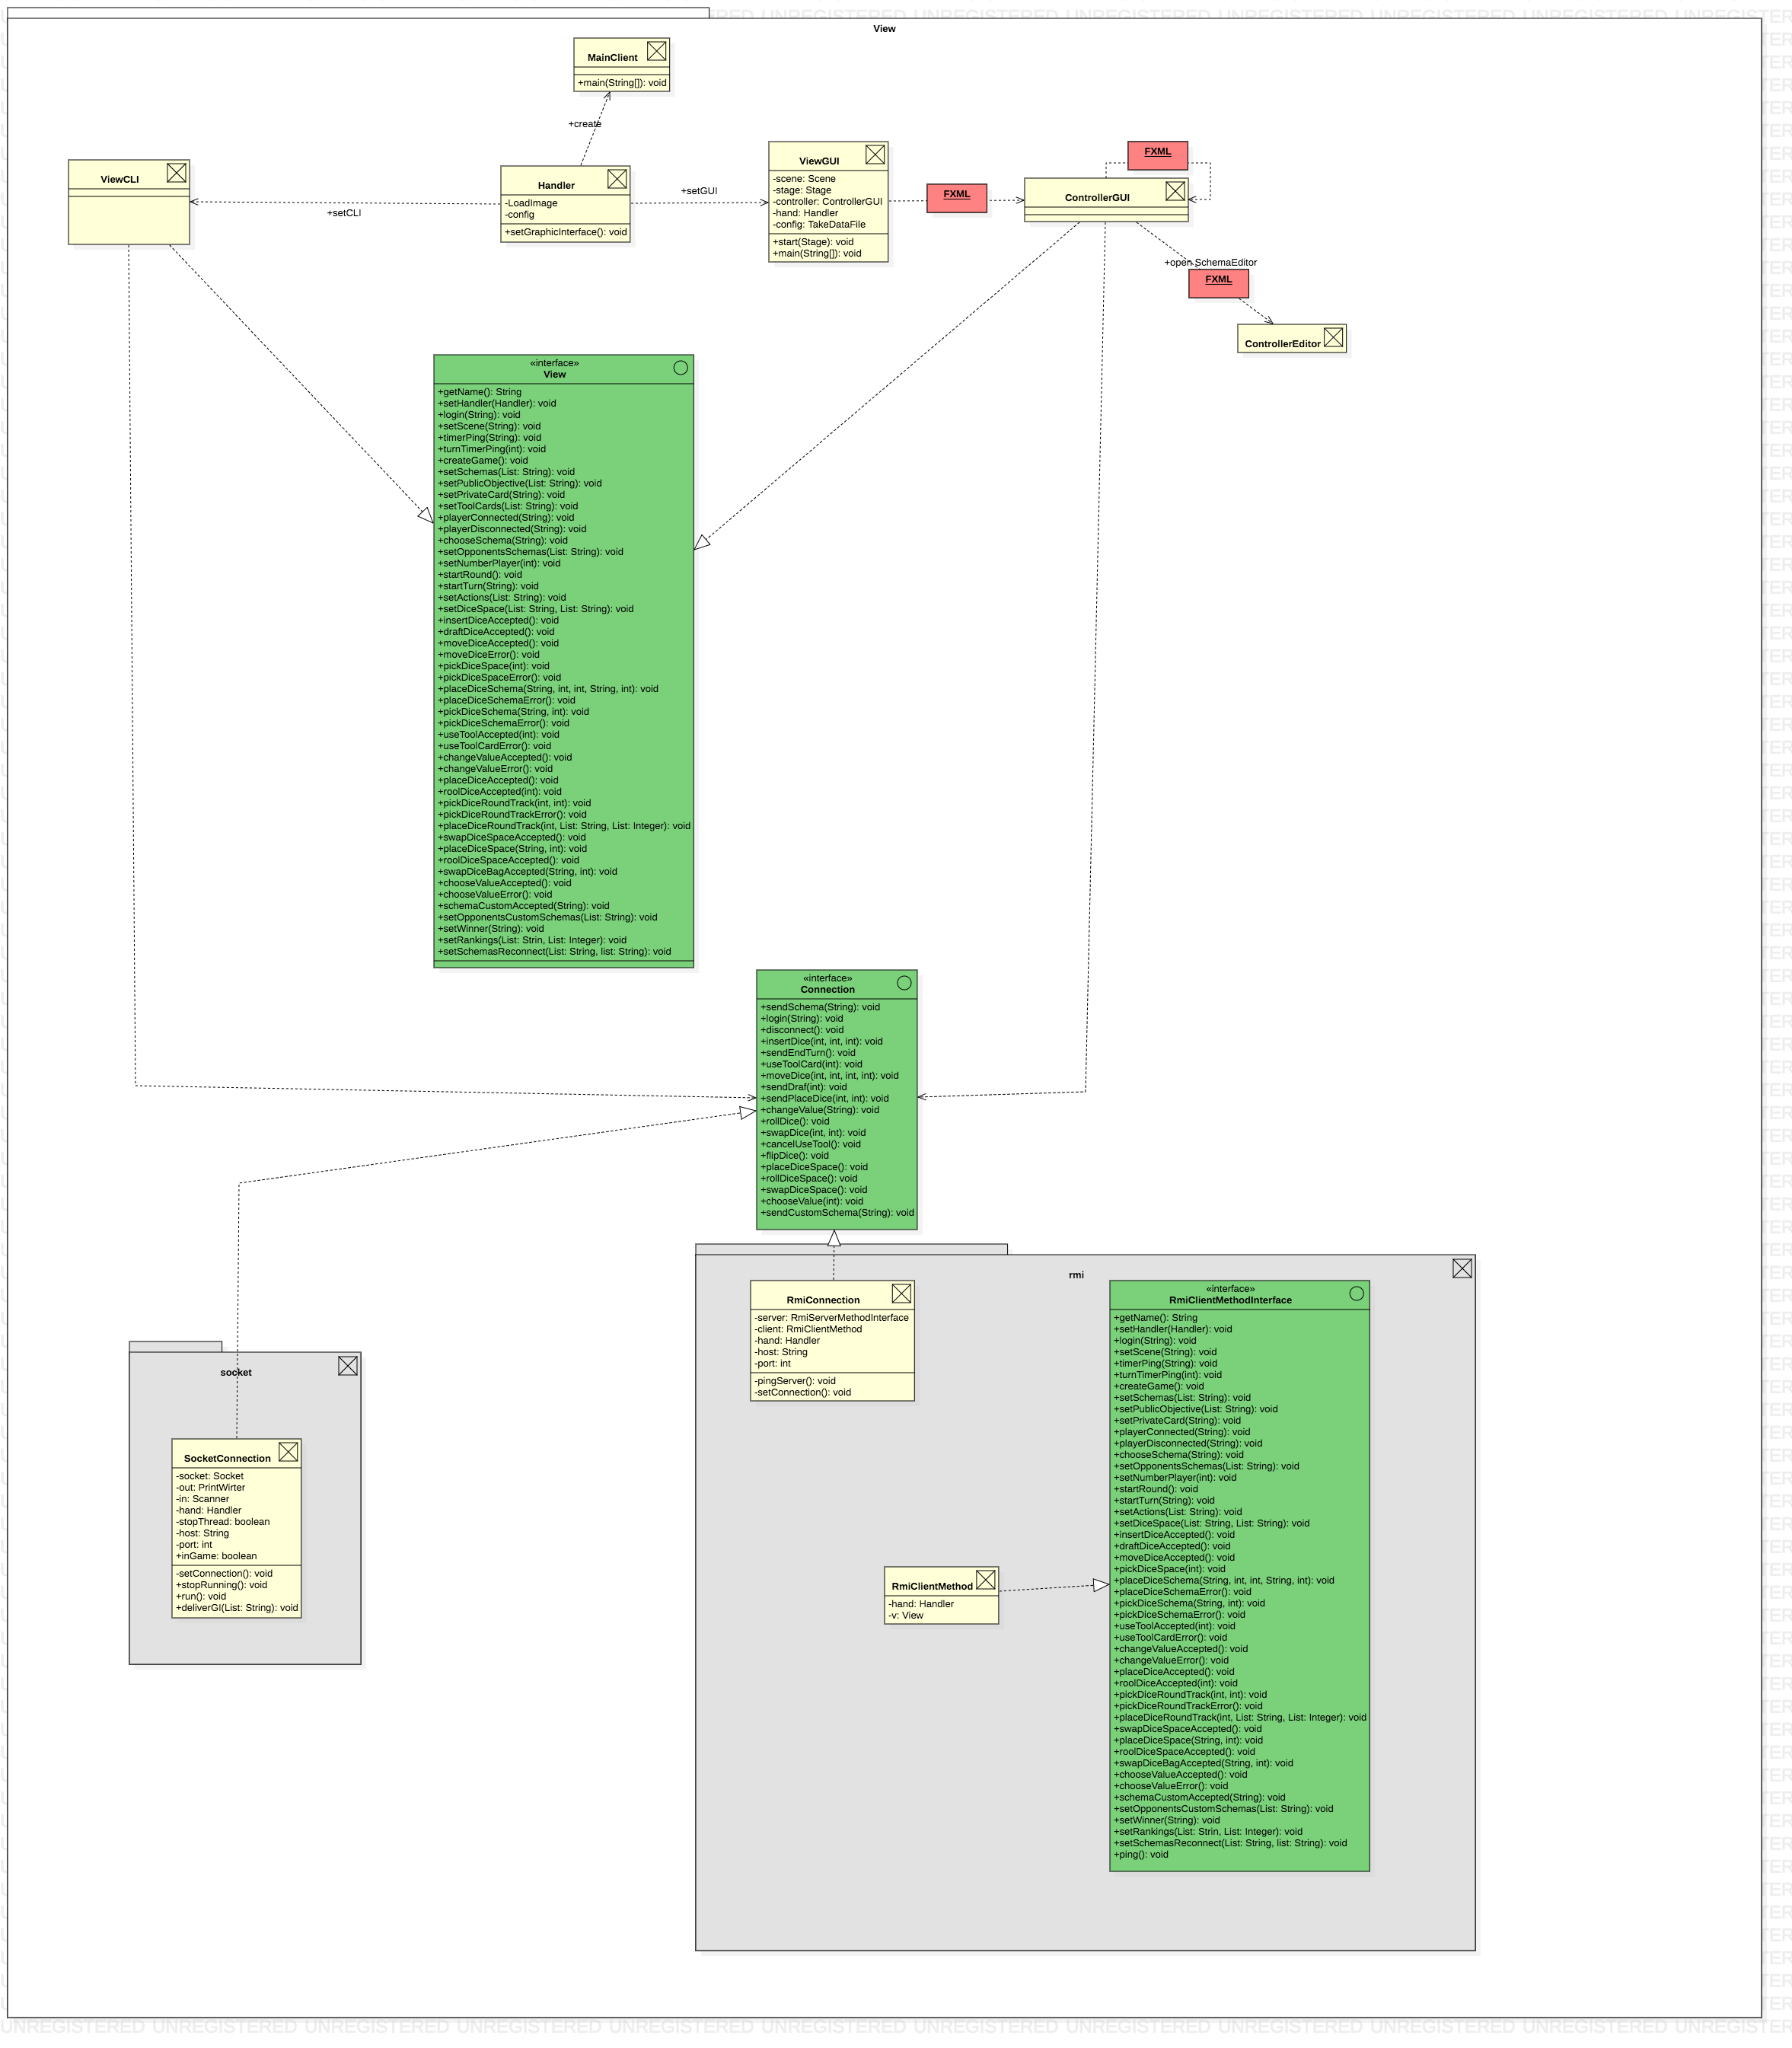 UNREGISTERED UNREGISTERED UNREGISTERED UNREGISTERED UNREGISTERED UNREGISTERED UNREGISTERED
View
MainClient
+main(String[]): void
+create
ViewCLI
+setCLI
Handler
-LoadImage
-config
+setGraphicInterface(): void
+setGUI
ViewGUI
-scene: Scene
-stage: Stage
-controller: ControllerGUI
-hand: Handler
-config: TakeDataFile
+start(Stage): void
+main(String[]): void
FXML
FXML
ControllerGUI
+open SchemaEditor
FXML
ControllerEditor
«interface»
View
+getName(): String
+setHandler(Handler): void
+login(String): void
+setScene(String): void
+timerPing(String): void
+turnTimerPing(int): void
+createGame(): void
+setSchemas(List: String): void
+setPublicObjective(List: String): void
+setPrivateCard(String): void
+setToolCards(List: String): void
+playerConnected(String): void
+playerDisconnected(String): void
+chooseSchema(String): void
+setOpponentsSchemas(List: String): void
+setNumberPlayer(int): void
+startRound(): void
+startTurn(String): void
+setActions(List: String): void
+setDiceSpace(List: String, List: String): void
+insertDiceAccepted(): void
+draftDiceAccepted(): void
+moveDiceAccepted(): void
+moveDiceError(): void
+pickDiceSpace(int): void
+pickDiceSpaceError(): void
+placeDiceSchema(String, int, int, String, int): void
+placeDiceSchemaError(): void
+pickDiceSchema(String, int): void
+pickDiceSchemaError(): void
+useToolAccepted(int): void
+useToolCardError(): void
+changeValueAccepted(): void
+changeValueError(): void
+placeDiceAccepted(): void
+roolDiceAccepted(int): void
+pickDiceRoundTrack(int, int): void
+pickDiceRoundTrackError(): void
+placeDiceRoundTrack(int, List: String, List: Integer): void
+swapDiceSpaceAccepted(): void
+placeDiceSpace(String, int): void
+roolDiceSpaceAccepted(): void
+swapDiceBagAccepted(String, int): void
+chooseValueAccepted(): void
+chooseValueError(): void
+schemaCustomAccepted(String): void
+setOpponentsCustomSchemas(List: String): void
+setWinner(String): void
+setRankings(List: Strin, List: Integer): void
+setSchemasReconnect(List: String, list: String): void
«interface»
Connection
+sendSchema(String): void
+login(String): void
+disconnect(): void
+insertDice(int, int, int): void
+sendEndTurn(): void
+useToolCard(int): void
+moveDice(int, int, int, int): void
+sendDraf(int): void
+sendPlaceDice(int, int): void
+changeValue(String): void
+rollDice(): void
+swapDice(int, int): void
+cancelUseTool(): void
+flipDice(): void
+placeDiceSpace(): void
+rollDiceSpace(): void
+swapDiceSpace(): void
+chooseValue(int): void
+sendCustomSchema(String): void
rmi
RmiConnection
-server: RmiServerMethodInterface
-client: RmiClientMethod
-hand: Handler
-host: String
-port: int
-pingServer(): void
-setConnection(): void
«interface»
RmiClientMethodInterface
+getName(): String
+setHandler(Handler): void
+login(String): void
+setScene(String): void
+timerPing(String): void
+turnTimerPing(int): void
+createGame(): void
+setSchemas(List: String): void
+setPublicObjective(List: String): void
+setPrivateCard(String): void
+playerConnected(String): void
+playerDisconnected(String): void
+chooseSchema(String): void
+setOpponentsSchemas(List: String): void
+setNumberPlayer(int): void
+startRound(): void
+startTurn(String): void
+setActions(List: String): void
+setDiceSpace(List: String, List: String): void
+insertDiceAccepted(): void
+draftDiceAccepted(): void
+moveDiceAccepted(): void
+pickDiceSpace(int): void
+placeDiceSchema(String, int, int, String, int): void
+placeDiceSchemaError(): void
+pickDiceSchema(String, int): void
+pickDiceSchemaError(): void
+useToolAccepted(int): void
+useToolCardError(): void
+changeValueAccepted(): void
+changeValueError(): void
+placeDiceAccepted(): void
+roolDiceAccepted(int): void
+pickDiceRoundTrack(int, int): void
+pickDiceRoundTrackError(): void
+placeDiceRoundTrack(int, List: String, List: Integer): void
+swapDiceSpaceAccepted(): void
+placeDiceSpace(String, int): void
+roolDiceSpaceAccepted(): void
+swapDiceBagAccepted(String, int): void
+chooseValueAccepted(): void
+chooseValueError(): void
+schemaCustomAccepted(String): void
+setOpponentsCustomSchemas(List: String): void
+setWinner(String): void
+setRankings(List: Strin, List: Integer): void
+setSchemasReconnect(List: String, list: String): void
+ping(): void
RmiClientMethod
-hand: Handler
-v: View
socket
SocketConnection
-socket: Socket
-out: PrintWirter
-in: Scanner
-hand: Handler
-stopThread: boolean
-host: String
-port: int
+inGame: boolean
-setConnection(): void
+stopRunning(): void
+run(): void
+deliverGI(List: String): void
UNREGISTERED UNREGISTERED UNREGISTERED UNREGISTERED UNREGISTERED UNREGISTERED UNREGISTERED UNREGISTERED UNREGISTERED UNREGISTERED UNREGISTERED UNREGISTERED